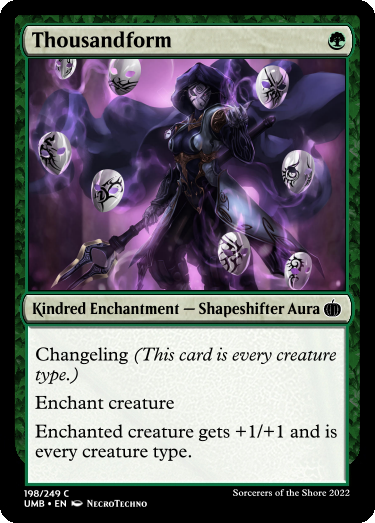 Thousandform
Kindred Enchantment — Shapeshifter Aura
Changeling (This card is every creature
type.)
Enchant creature
Enchanted creature gets +1/+1 and is
every creature type.
198/249 C
Sorcerers of the Shore 2022
UMB • EN NecroTechno